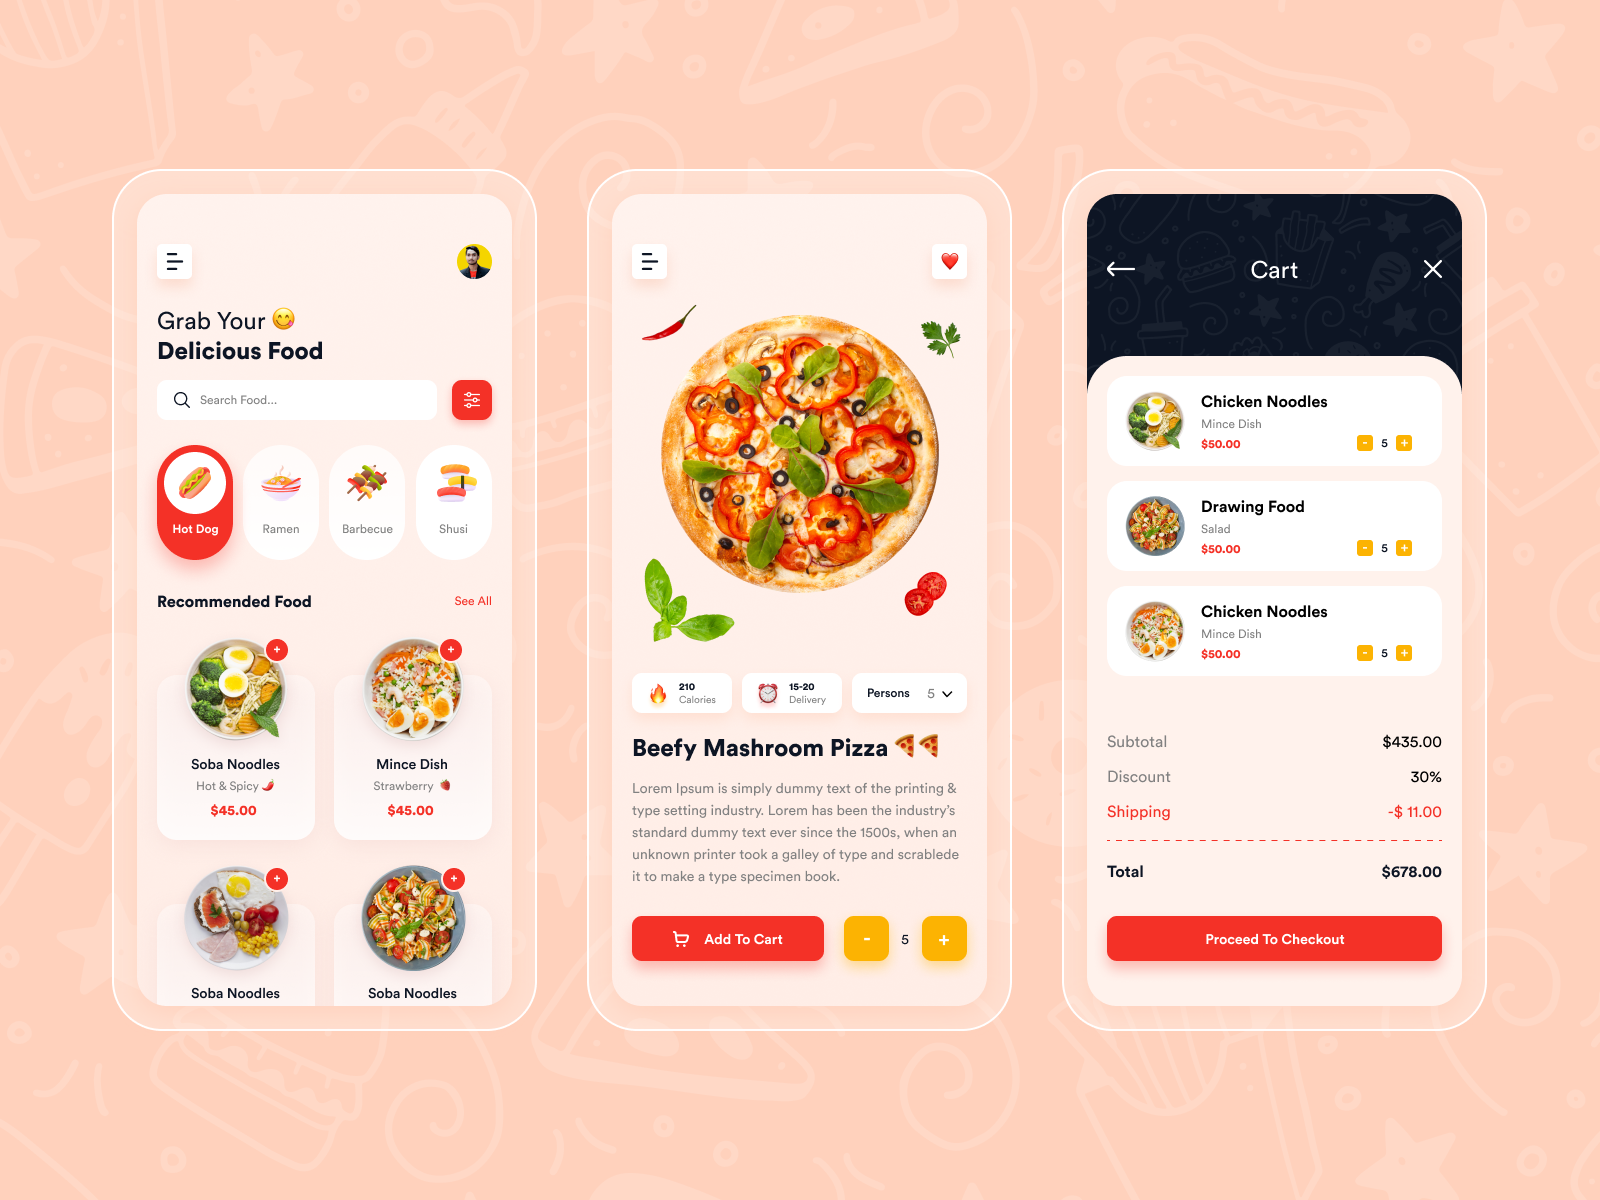 Grab Your
Delicious Food
Search Food...
Hot Dog
Ramen
Barbecue
Shusi
Recommended Food
See All
+
+
Soba Noodles
Hot & Spicy
$45.00
Mince Dish
Strawberry
$45.00
+
+
Soba Noodles
Soba Noodles
210
Calories
15-20
Delivery
Persons
5
Beefy Mashroom Pizza
Lorem Ipsum is simply dummy text of the printing &
type setting industry. Lorem has been the industry's
standard dummy text ever since the 1500s, when an
unknown printer took a galley of type and scrablede
it to make a type specimen book.
Add To Cart
- 5 +
Cart
Chicken Noodles
Mince Dish
$50.00
- 5 +
Drawing Food
Salad
$50.00
- 5 +
Chicken Noodles
Mince Dish
$50.00
- 5 +
Subtotal $435.00
Discount 30%
Shipping -$ 11.00
Total $678.00
Proceed To Checkout